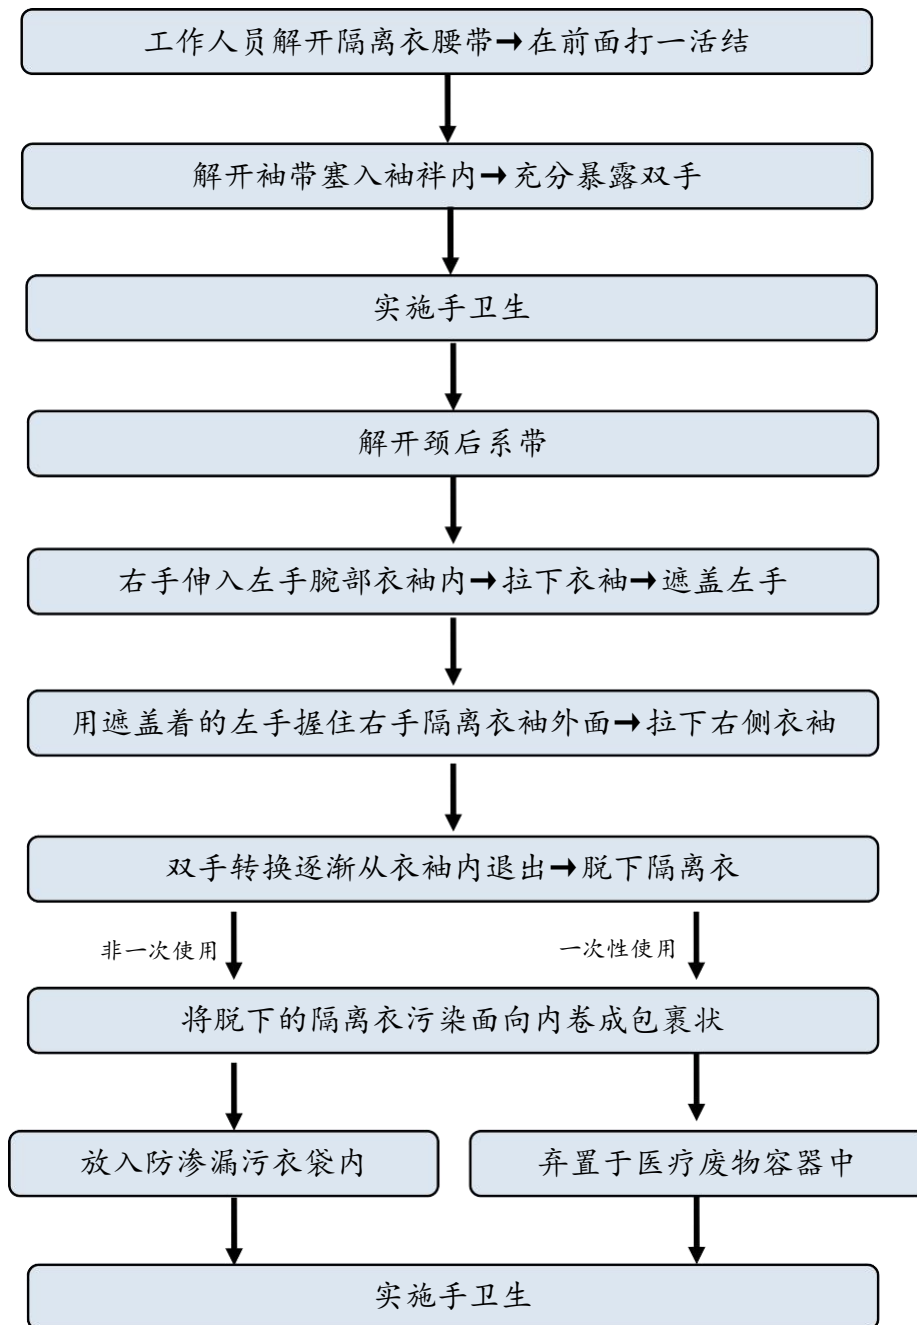 工作人员解开隔离衣腰带→在前面打一活结
解开袖带塞入袖袢内→充分暴露双手
实施手卫生
解开颈后系带
右手伸入左手腕部衣袖内→拉下衣袖→遮盖左手
用遮盖着的左手握住右手隔离衣袖外面→拉下右侧衣袖
双手转换逐渐从衣袖内退出→脱下隔离衣
非一次使用
一次性使用
将脱下的隔离衣污染面向内卷成包裹状
放入防渗漏污衣袋内
弃置于医疗废物容器中
实施手卫生